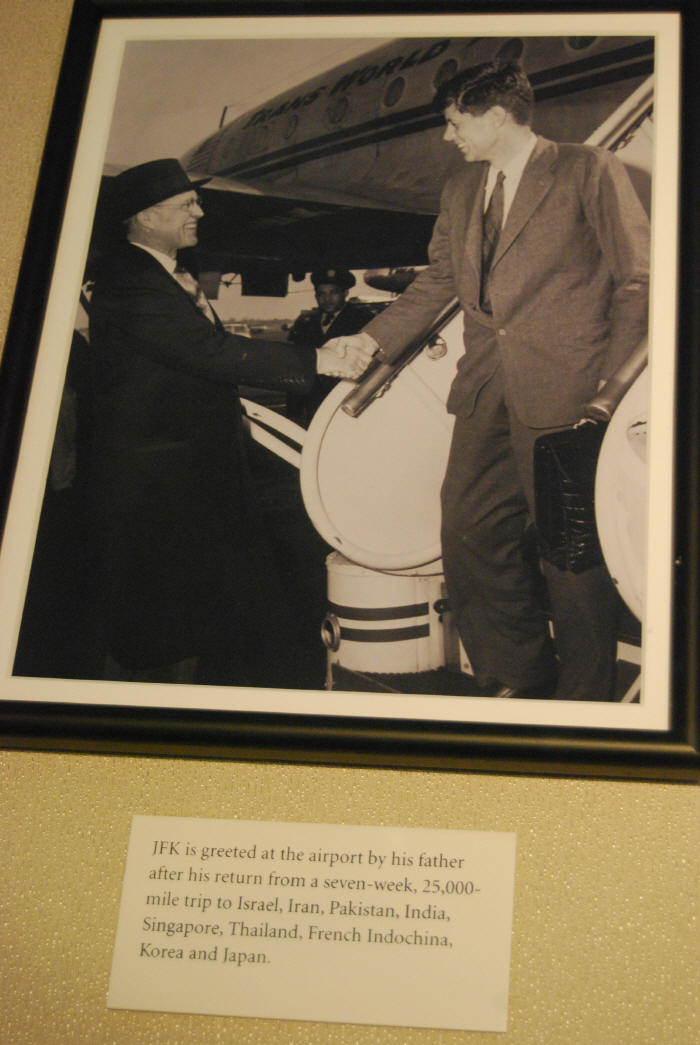 TRANS WORLD
JFK is greeted at the airport by his father
after his return from a seven-week, 25,000-
mile trip to Israel, Iran, Pakistan, India,
Singapore, Thailand, French Indochina,
Korea and Japan.